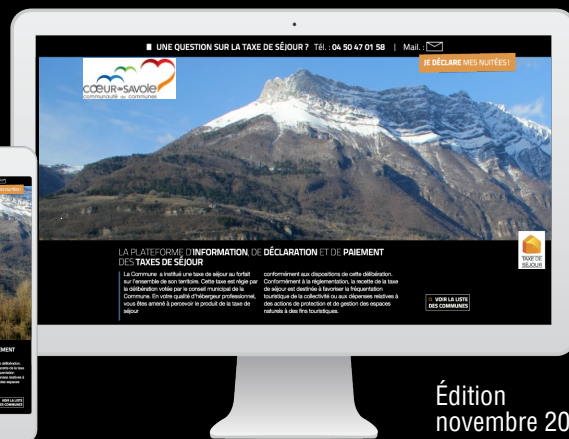 UNE QUESTION SUR LA TAXE DE SÉJOUR ? Tél. : 04 50 47 01 58 | Mail. :
JE DÉCLARE MES NUITÉES !
CŒUR DE SAVOIE
communauté de communes
LA PLATEFORME D'INFORMATION, DE DÉCLARATION ET DE PAIEMENT
DES TAXES DE SÉJOUR
La Commune a institué une taxe de séjour au forfait
sur l'ensemble de son territoire. Cette taxe est régie par
la délibération votée par le conseil municipal de la
Commune. En votre qualité d'hébergeur professionnel,
vous êtes amené à percevoir le produit de la taxe de
séjour
conformément aux dispositions de cette délibération.
Conformément à la réglementation, la recette de la taxe
de séjour est destinée à favoriser la fréquentation
touristique de la collectivité ou aux dépenses relatives à
des actions de protection et de gestion des espaces
naturels à des fins touristiques.
TAXE DE
SÉJOUR
VOIR LA LISTE
DES COMMUNES
VOIR LA LISTE
DES COMMUNES
Édition
novembre 20